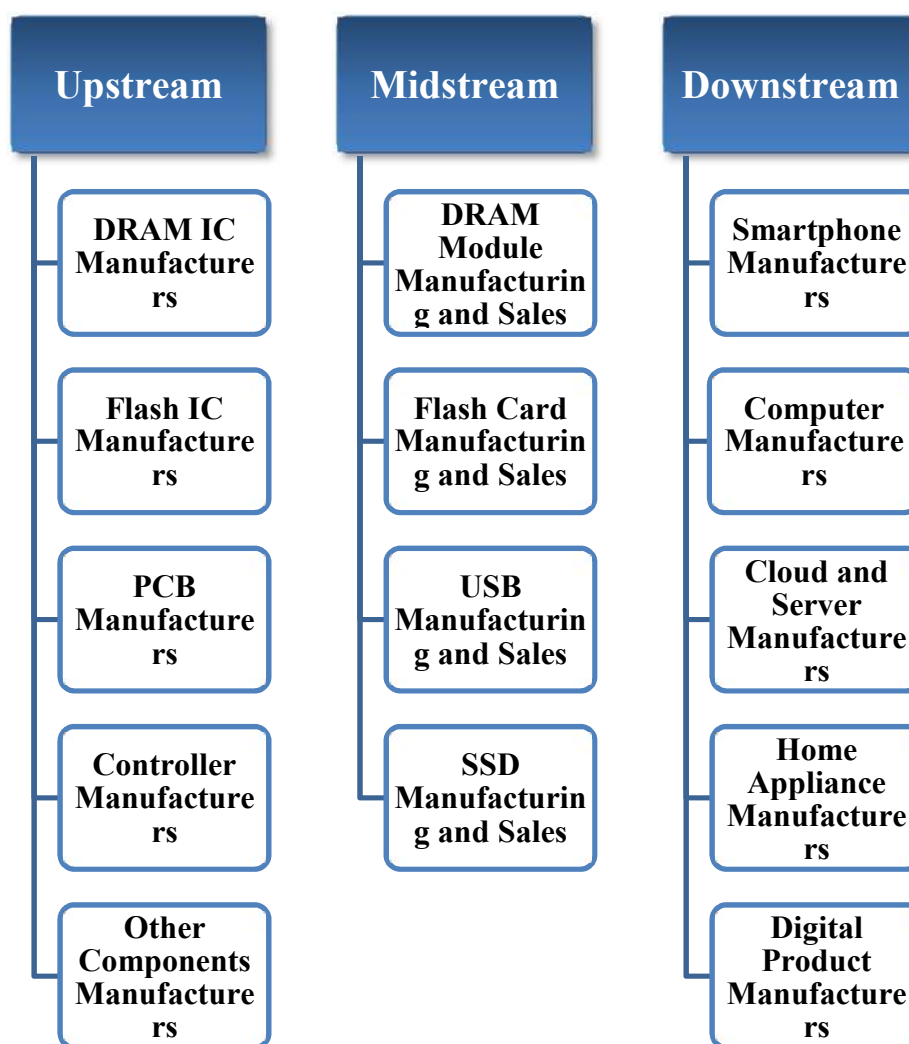 Upstream
DRAM IC
Manufacture
rs
Flash IC
Manufacture
rs
PCB
Manufacture
rs
Controller
Manufacture
rs
Other
Components
Manufacture
rs
Midstream
DRAM
Module
Manufacturin
g and Sales
Flash Card
Manufacturin
g and Sales
USB
Manufacturin
g and Sales
SSD
Manufacturin
g and Sales
Downstream
Smartphone
Manufacture
rs
Computer
Manufacture
rs
Cloud and
Server
Manufacture
rs
Home
Appliance
Manufacture
rs
Digital
Product
Manufacture
rs